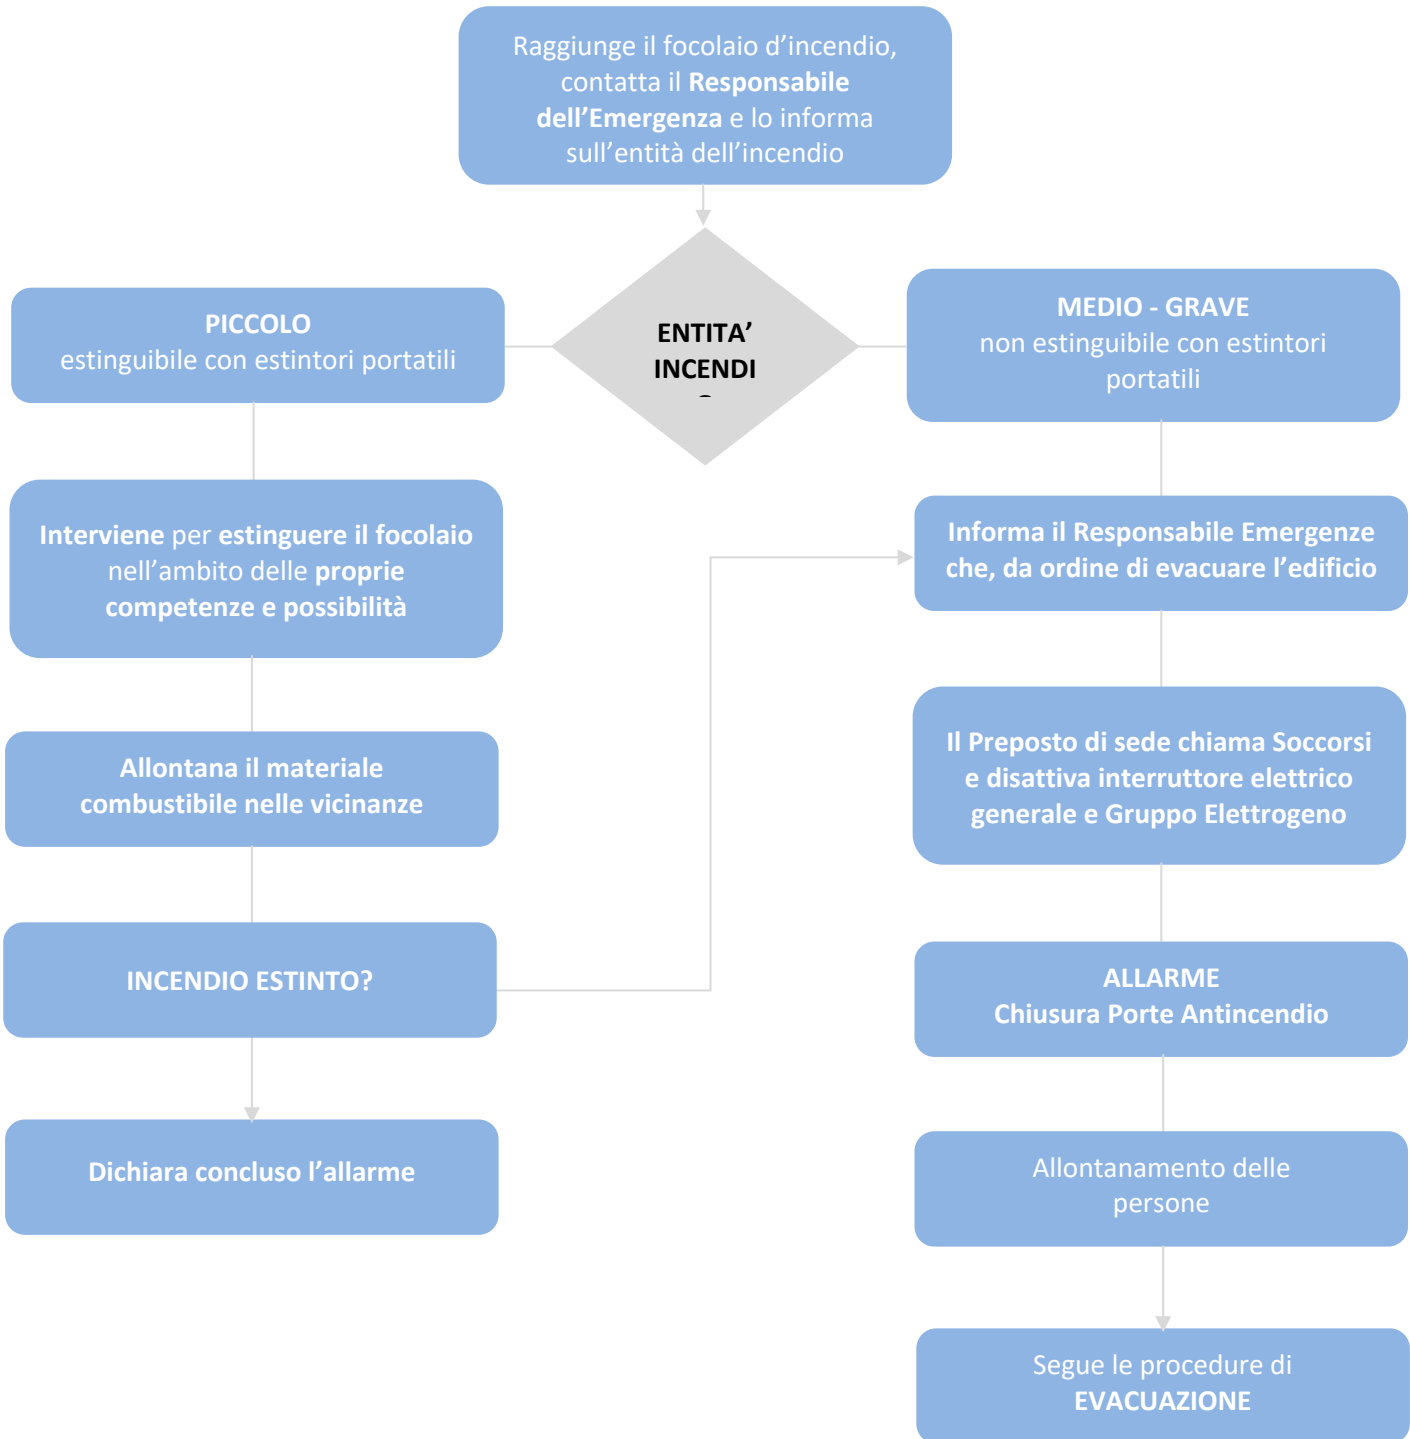 Raggiunge il focolaio d’incendio,
contatta il Responsabile
dell’Emergenza e lo informa
sull’entità dell’incendio
ENTITA’
INCENDI
PICCOLO
estinguibile con estintori portatili
MEDIO - GRAVE
non estinguibile con estintori
portatili
Interviene per estinguere il focolaio
nell’ambito delle proprie
competenze e possibilità
Informa il Responsabile Emergenze
che, da ordine di evacuare l’edificio
Allontana il materiale
combustibile nelle vicinanze
Il Preposto di sede chiama Soccorsi
e disattiva interruttore elettrico
generale e Gruppo Elettrogeno
INCENDIO ESTINTO?
ALLARME
Chiusura Porte Antincendio
Dichiara concluso l’allarme
Allontanamento delle
persone
Segue le procedure di
EVACUAZIONE